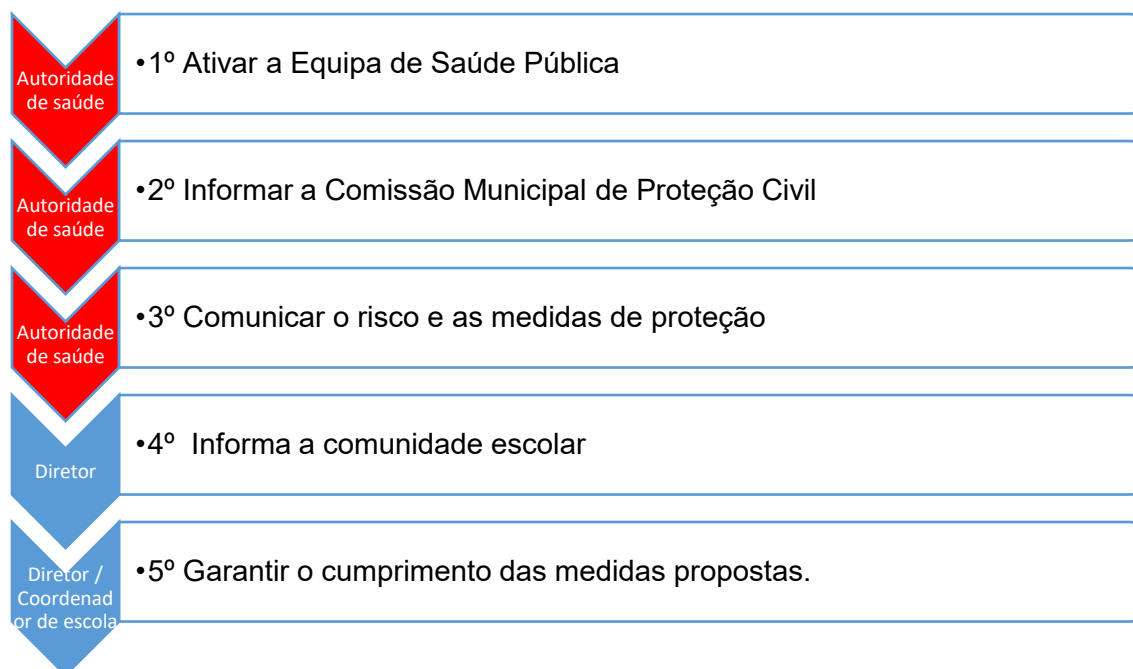 Autoridade
de saúde
•1º Ativar a Equipa de Saúde Pública
Autoridade
de saúde
•2º Informar a Comissão Municipal de Proteção Civil
Autoridade
de saúde
•3º Comunicar o risco e as medidas de proteção
Diretor
•4º Informa a comunidade escolar
Diretor /
Coordenad
or de escola
•5º Garantir o cumprimento das medidas propostas.